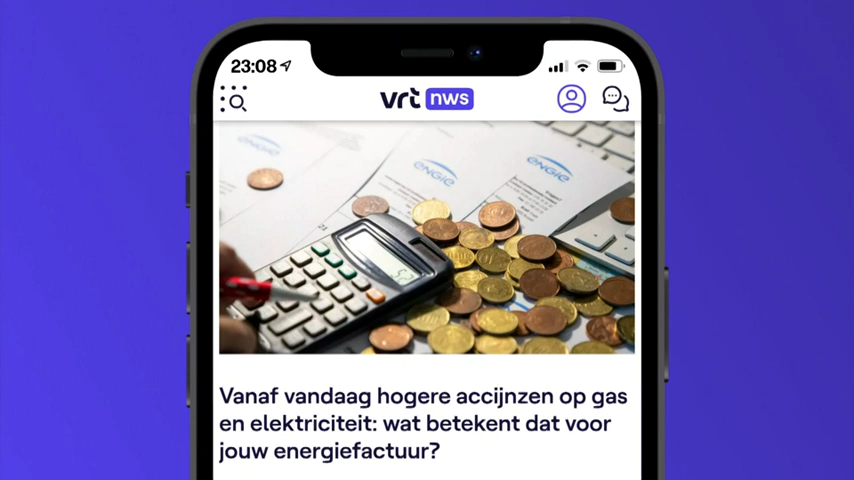 23:08
vrt nws
ENGIE
ENGIE
ENGIE
Vanaf vandaag hogere accijnzen op gas
en elektriciteit: wat betekent dat voor
jouw energiefactuur?